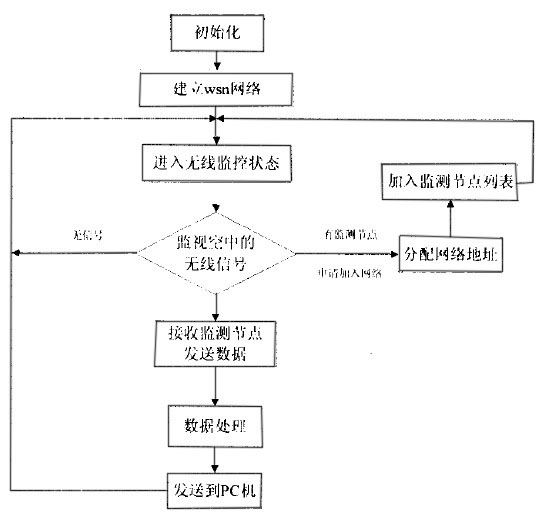 初始化
建立wsn网络
进入无线监控状态
加入监测节点列表
无信号
监视空中的
无线信号
有监测节点
申请加入网络
分配网络地址
接收监测节点
发送数据
数据处理
发送到PC机